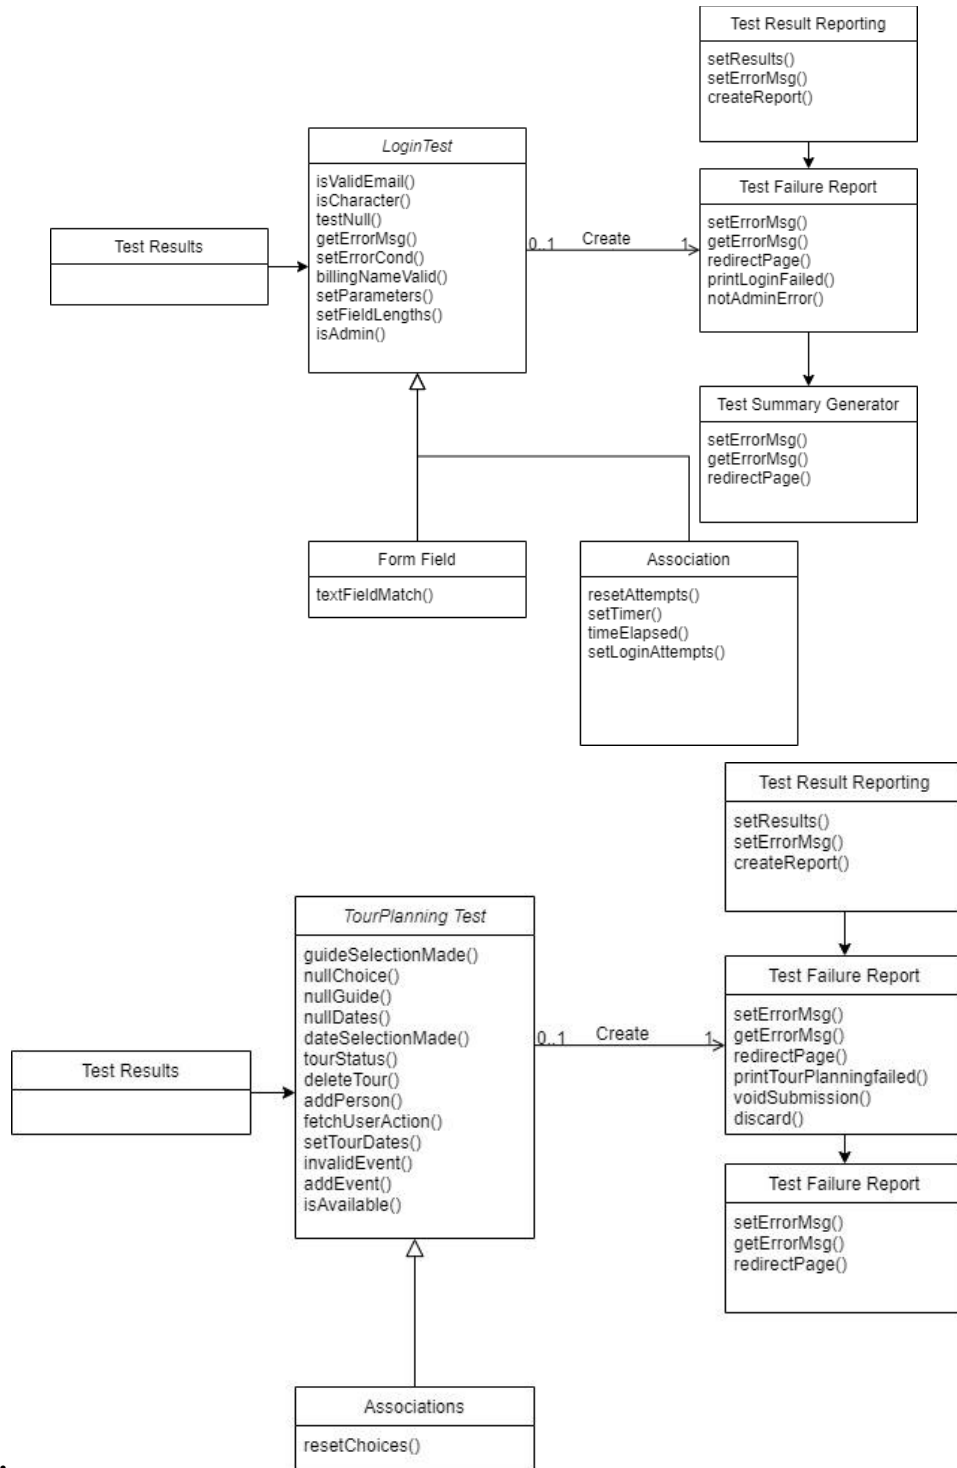 Test Result Reporting
setResults()
setErrorMsg()
createReport()
LoginTest
isValidEmail()
isCharacter()
testNull()
getErrorMsg()
setErrorCond()
billingNameValid()
setParameters()
setFieldLengths()
isAdmin()
Test Results
0..1 Create 1
Test Failure Report
setErrorMsg()
getErrorMsg()
redirectPage()
printLoginFailed()
notAdminError()
Test Summary Generator
setErrorMsg()
getErrorMsg()
redirectPage()
Form Field
textFieldMatch()
Association
resetAttempts()
setTimer()
timeElapsed()
setLoginAttempts()
Test Result Reporting
setResults()
setErrorMsg()
createReport()
TourPlanning Test
guideSelectionMade()
nullChoice()
nullGuide()
nullDates()
dateSelectionMade()
tourStatus()
deleteTour()
addPerson()
fetchUserAction()
setTourDates()
invalidEvent()
addEvent()
isAvailable()
Test Results
0..1 Create 1
Test Failure Report
setErrorMsg()
getErrorMsg()
redirectPage()
printTourPlanningfailed()
voidSubmission()
discard()
Test Failure Report
setErrorMsg()
getErrorMsg()
redirectPage()
Associations
resetChoices()